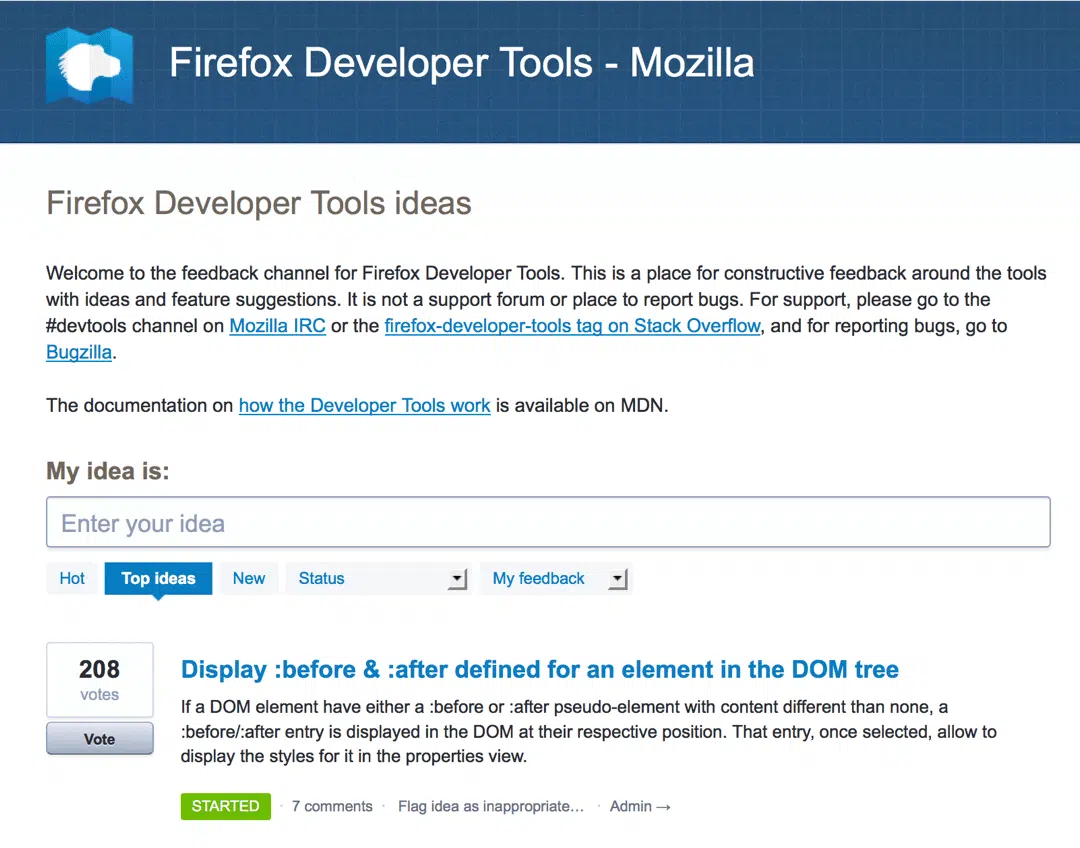 Firefox Developer Tools - Mozilla
Firefox Developer Tools ideas
Welcome to the feedback channel for Firefox Developer Tools. This is a place for constructive feedback around the tools
with ideas and feature suggestions. It is not a support forum or place to report bugs. For support, please go to the
#devtools channel on Mozilla IRC or the firefox-developer-tools tag on Stack Overflow, and for reporting bugs, go to
Bugzilla.
The documentation on how the Developer Tools work is available on MDN.
My idea is:
Enter your idea
Hot Top ideas New Status My feedback
208
votes
Vote
Display :before & :after defined for an element in the DOM tree
If a DOM element have either a :before or :after pseudo-element with content different than none, a
:before/:after entry is displayed in the DOM at their respective position. That entry, once selected, allow to
display the styles for it in the properties view.
STARTED · 7 comments · Flag idea as inappropriate… · Admin →